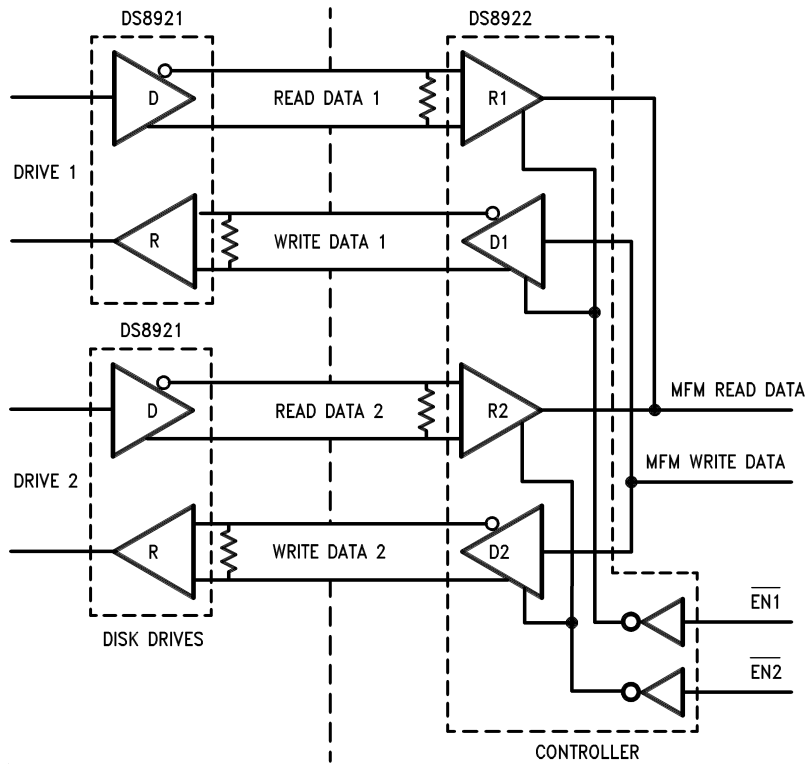 DS8921
DS8922
D
READ DATA 1
R1
DRIVE 1
R
WRITE DATA 1
D1
DS8921
D
READ DATA 2
R2
MFM READ DATA
DRIVE 2
MFM WRITE DATA
R
WRITE DATA 2
D2
EN1
DISK DRIVES
EN2
CONTROLLER